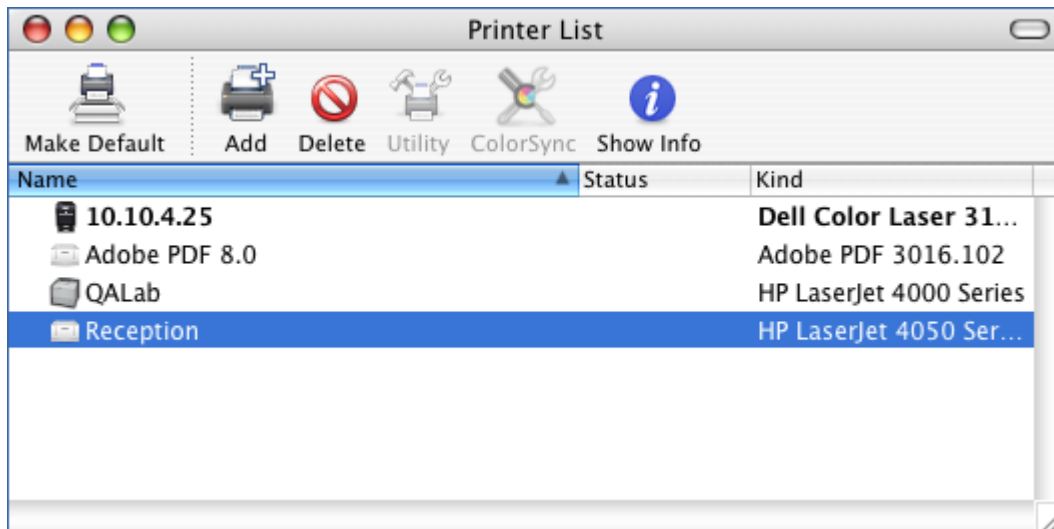 Printer List
Make Default Add Delete Utility ColorSync Show Info
Name Status Kind
10.10.4.25 Dell Color Laser 31...
Adobe PDF 8.0 Adobe PDF 3016.102
QALab HP LaserJet 4000 Series
Reception HP LaserJet 4050 Ser...